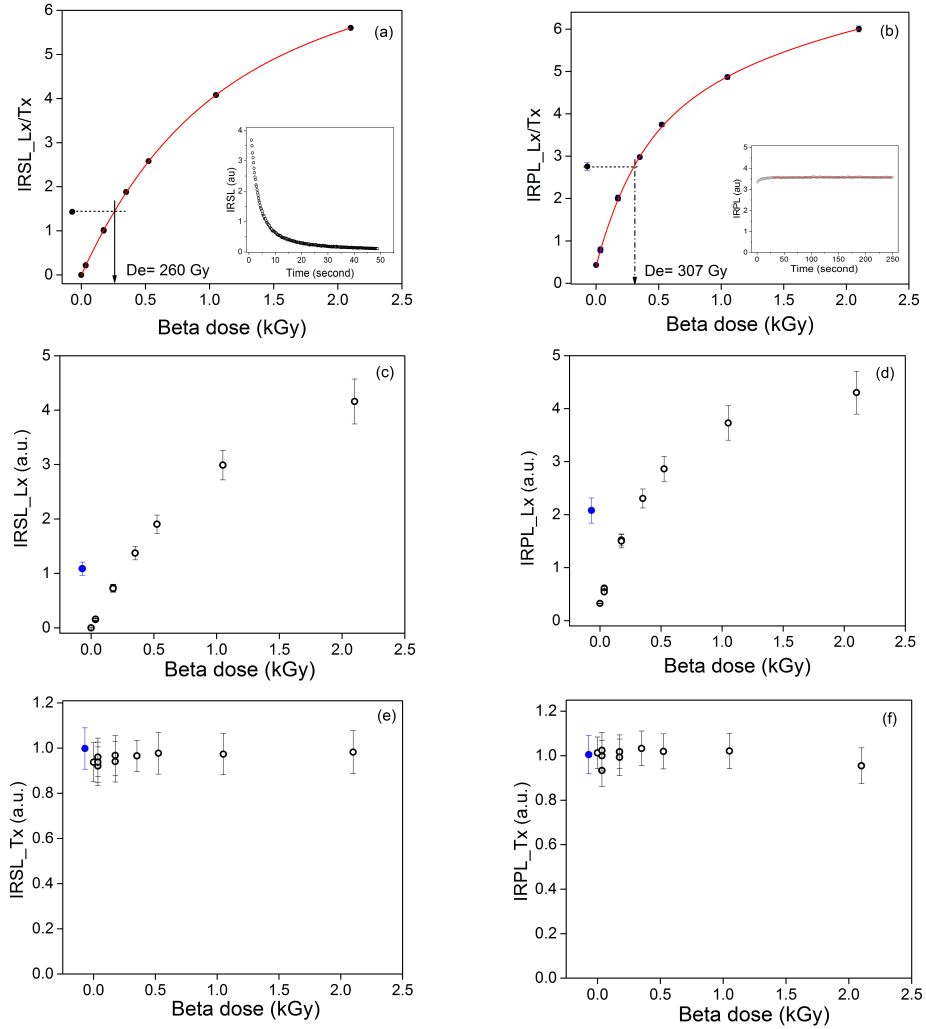 (a)
IRSL_Lx/Tx
6
5
4
3
2
1
0
0.0 0.5 1.0 1.5 2.0 2.5
Beta dose (kGy)
De= 260 Gy
IRSL (au)
4
3
2
1
0
0 10 20 30 40 50
Time (second)
(b)
IRPL_Lx/Tx
6
5
4
3
2
1
0
0.0 0.5 1.0 1.5 2.0 2.5
Beta dose (kGy)
De= 307 Gy
IRPL (au)
5
4
3
2
1
0
0 50 100 150 200 250
Time (second)
(c)
IRSL_Lx (a.u.)
5
4
3
2
1
0
0.0 0.5 1.0 1.5 2.0 2.5
Beta dose (kGy)
(d)
IRPL_Lx (a.u.)
5
4
3
2
1
0
0.0 0.5 1.0 1.5 2.0 2.5
Beta dose (kGy)
(e)
IRSL_Tx (a.u.)
1.2
1.0
0.8
0.6
0.4
0.2
0.0
0.0 0.5 1.0 1.5 2.0 2.5
Beta dose (kGy)
(f)
IRPL_Tx (a.u.)
1.2
1.0
0.8
0.6
0.4
0.2
0.0
0.0 0.5 1.0 1.5 2.0 2.5
Beta dose (kGy)